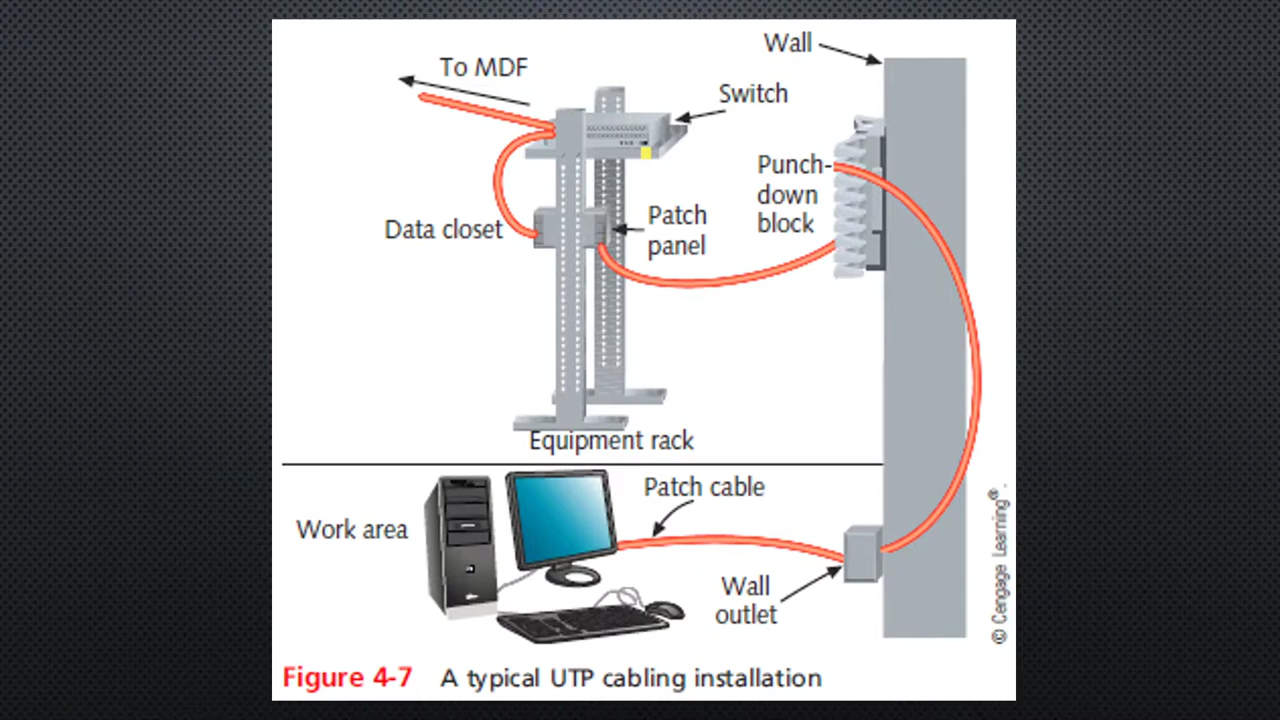 Wall
To MDF
Switch
Punch-
down
block
Data closet
Patch
panel
Equipment rack
Patch cable
Work area
Wall
outlet
© Cengage Learning®.
Figure 4-7 A typical UTP cabling installation